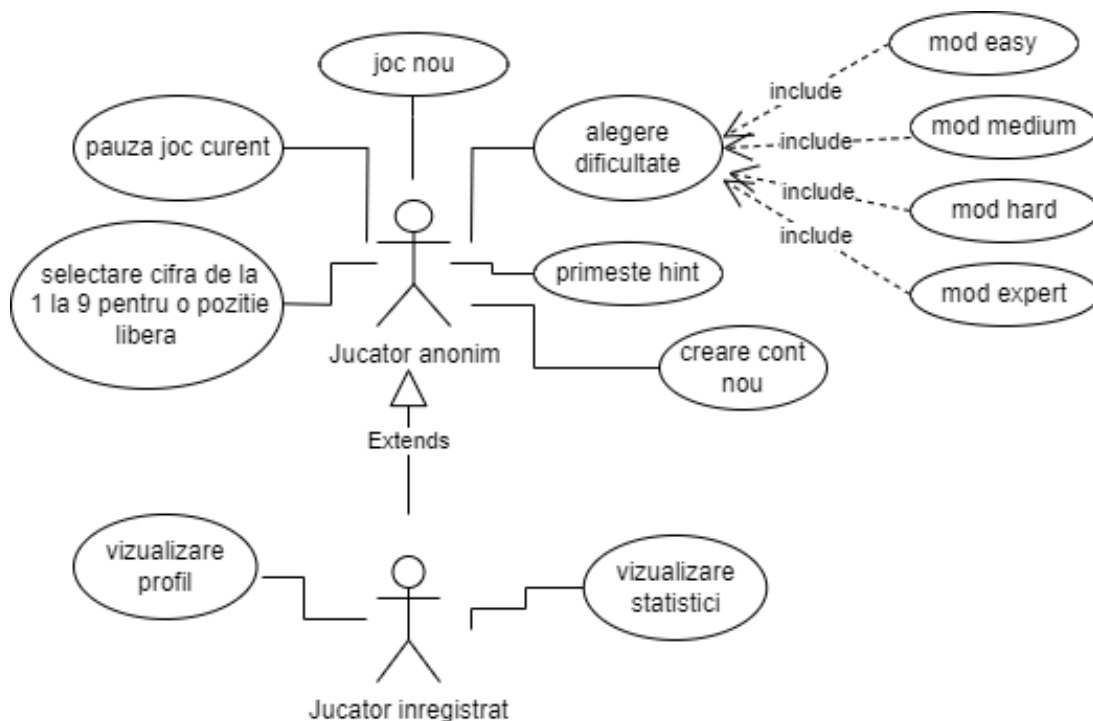 joc nou
mod easy
include
pauza joc curent
alegere
dificultate
include
mod medium
include
mod hard
include
selectare cifra de la
1 la 9 pentru o pozitie
libera
primeste hint
mod expert
Jucator anonim
creare cont
nou
Extends
vizualizare
profil
vizualizare
statistici
Jucator inregistrat